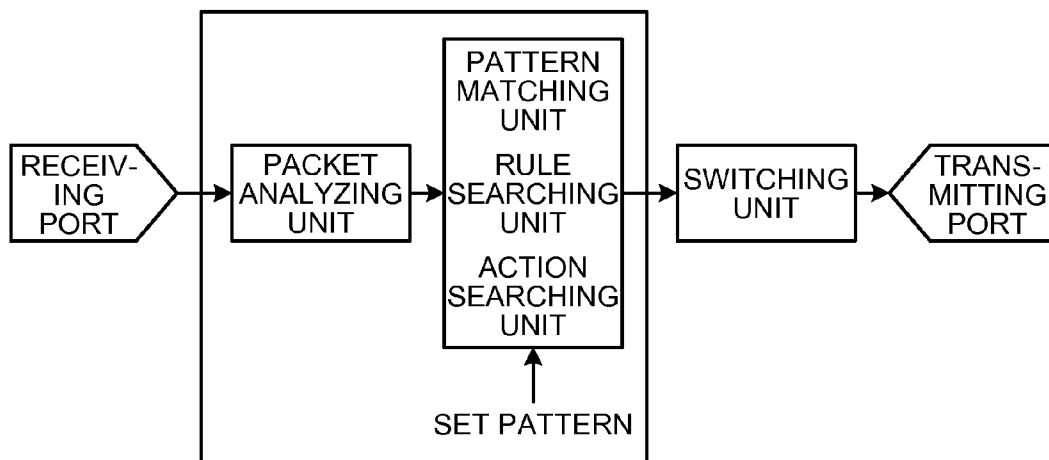 RECEIV-
ING
PORT
PACKET
ANALYZING
UNIT
PATTERN
MATCHING
UNIT
RULE
SEARCHING
UNIT
ACTION
SEARCHING
UNIT
SET PATTERN
SWITCHING
UNIT
TRANS-
MITTING
PORT